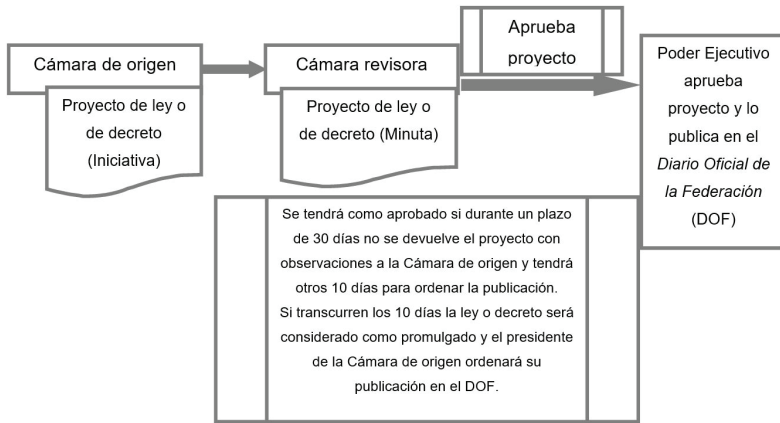 Cámara de origen
Proyecto de ley o
de decreto
(Iniciativa)
Cámara revisora
Proyecto de ley o
de decreto (Minuta)
Aprueba
proyecto
Poder Ejecutivo
aprueba
proyecto y lo
publica en el
Diario Oficial de
la Federación
(DOF)
Se tendrá como aprobado si durante un plazo
de 30 días no se devuelve el proyecto con
observaciones a la Cámara de origen y tendrá
otros 10 días para ordenar la publicación.
Si transcurren los 10 días la ley o decreto será
considerado como promulgado y el presidente
de la Cámara de origen ordenará su
publicación en el DOF.